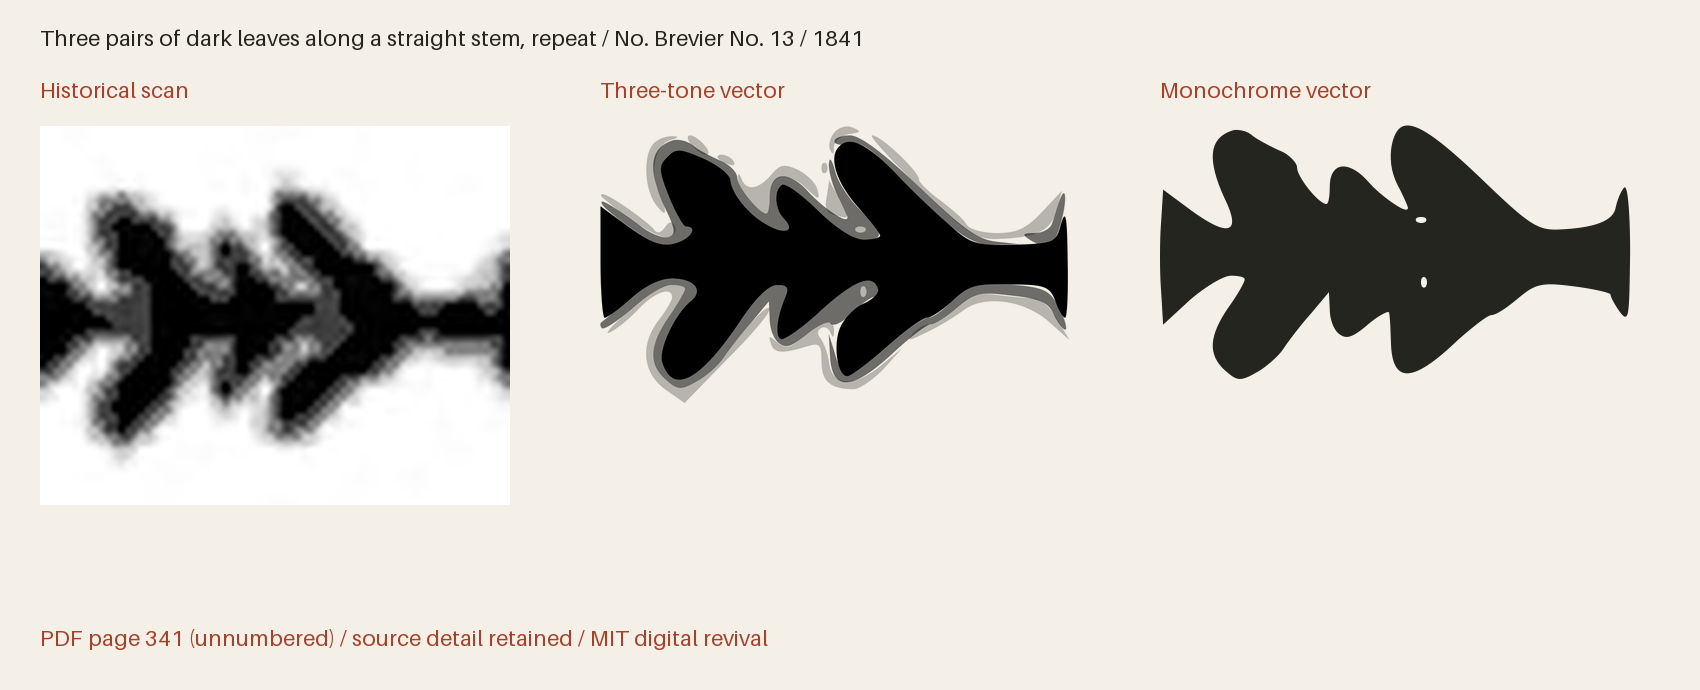 Three pairs of dark leaves along a straight stem, repeat / No. Brevier No. 13 / 1841
Historical scan
Three-tone vector
Monochrome vector
PDF page 341 (unnumbered) / source detail retained / MIT digital revival